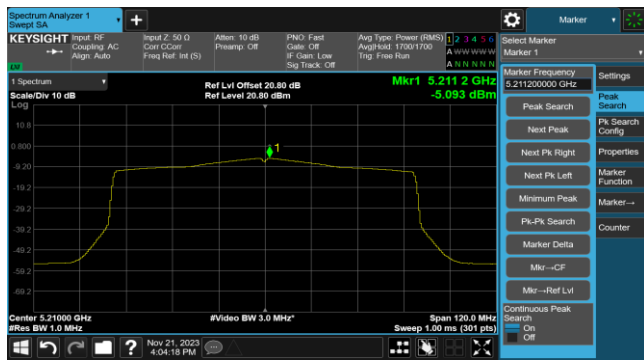 Spectrum Analyzer 1
Swept SA
Marker
KEYSIGHT
Input: RF
Coupling: AC
Align: Auto
Input Z: 50 Ω
Corr CCorr
Freq Ref: Int (S)
Atten: 10 dB
Preamp: Off
PNO: Fast
Gate: Off
IF Gain: Low
Sig Track: Off
Avg Type: Power (RMS)
Avg|Hold: 1700/1700
Trig: Free Run
1 2 3 4 5 6
A W W W W W
A N N N N N
Select Marker
Marker 1
1 Spectrum
Scale/Div 10 dB
Ref Lvl Offset 20.80 dB
Ref Level 20.80 dBm
Mkr1 5.211 2 GHz
-5.093 dBm
Log
10.8
0.800
-9.20
-19.2
-29.2
-39.2
-49.2
-59.2
-69.2
1
Center 5.21000 GHz
#Res BW 1.0 MHz
#Video BW 3.0 MHz*
Span 120.0 MHz
Sweep 1.00 ms (301 pts)
Marker Frequency
5.211200000 GHz
Peak Search
Next Peak
Next Pk Right
Next Pk Left
Minimum Peak
Pk-Pk Search
Marker Delta
Mkr→CF
Mkr→Ref Lvl
Continuous Peak
Search
On
Off
Settings
Peak
Search
Pk Search
Config
Properties
Marker
Function
Marker→
Counter
?
Nov 21, 2023
4:04:18 PM